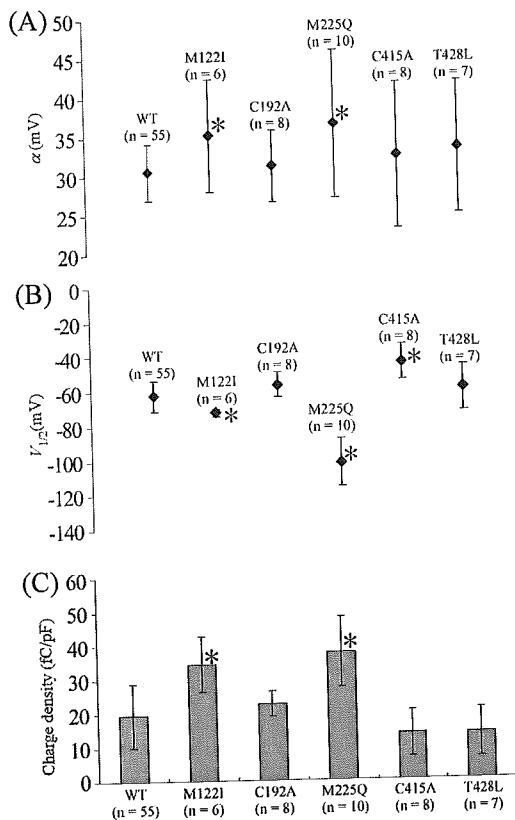 (A)
50
45
40
35
30
25
20
α (mV)
WT
(n = 55)
M122I
(n = 6)
*
C192A
(n = 8)
M225Q
(n = 10)
*
C415A
(n = 8)
T428L
(n = 7)
(B)
0
-20
-40
-60
-80
-100
-120
-140
V1/2(mV)
WT
(n = 55)
M122I
(n = 6)
*
C192A
(n = 8)
M225Q
(n = 10)
*
C415A
(n = 8)
*
T428L
(n = 7)
(C)
60
50
40
30
20
10
0
Charge density (fC/pF)
*
*
WT
(n = 55)
M122I
(n = 6)
C192A
(n = 8)
M225Q
(n = 10)
C415A
(n = 8)
T428L
(n = 7)